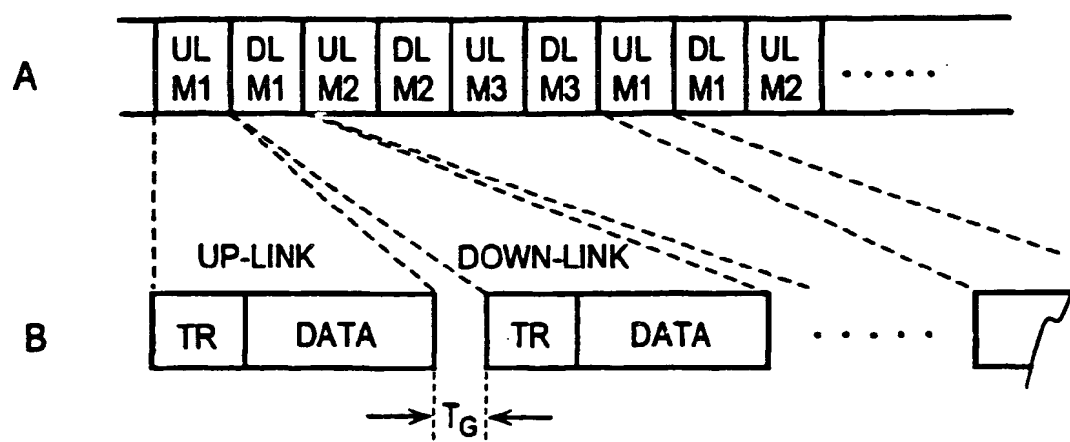 A
UL M1
DL M1
UL M2
DL M2
UL M3
DL M3
UL M1
DL M1
UL M2
.....
UP-LINK
DOWN-LINK
B
TR
DATA
TR
DATA
.....
TG